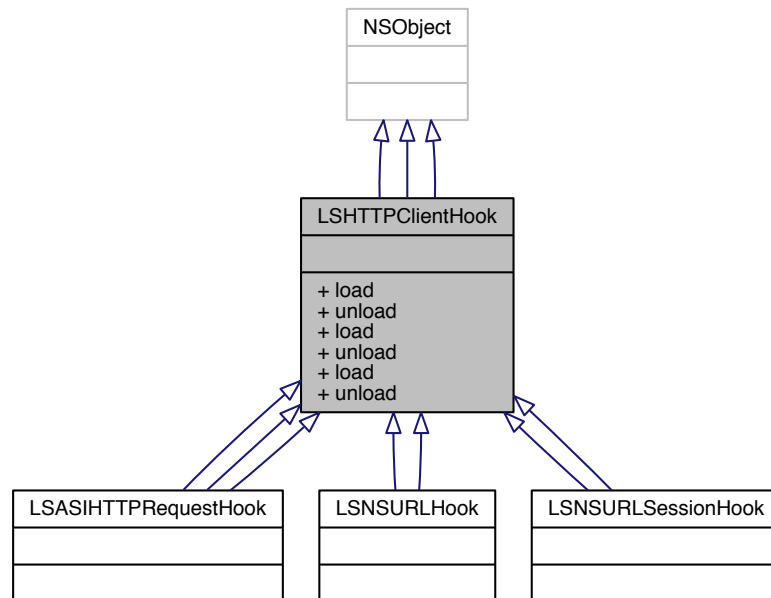 NSObject
LSHTTPClientHook
+ load
+ unload
+ load
+ unload
+ load
+ unload
LSASIHTTPRequestHook
LSNSURLHook
LSNSURLSessionHook